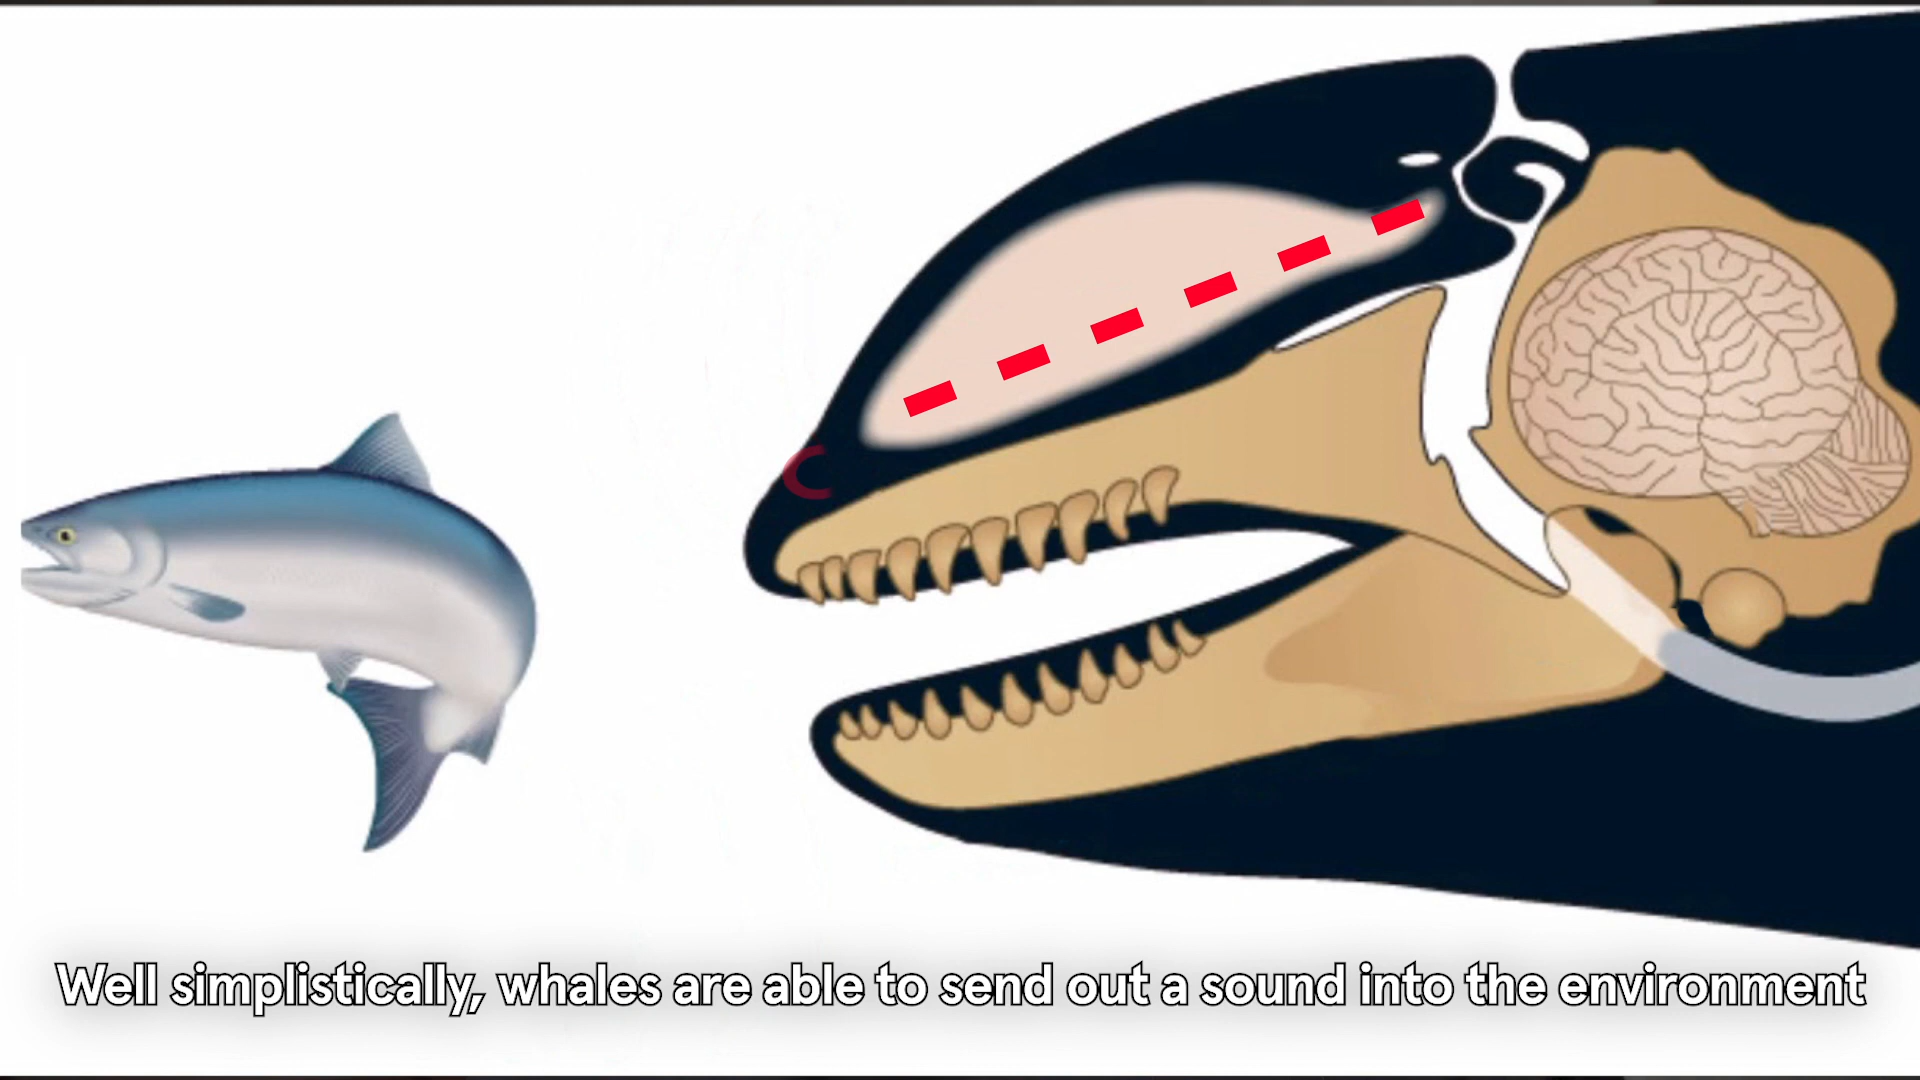 Well simplistically, whales are able to send out a sound into the environment